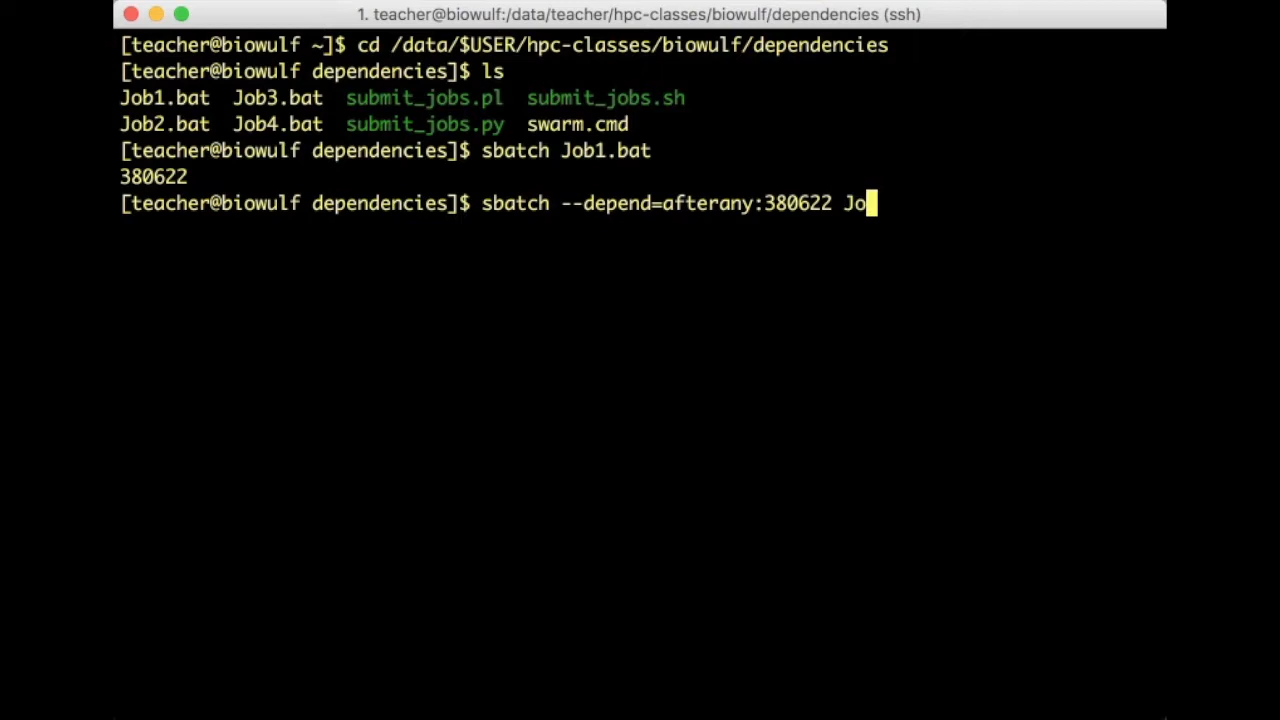 1. teacher@biowulf:/data/teacher/hpc-classes/biowulf/dependencies (ssh)
[teacher@biowulf ~]$ cd /data/$USER/hpc-classes/biowulf/dependencies
[teacher@biowulf dependencies]$ ls
Job1.bat  Job3.bat  submit_jobs.pl  submit_jobs.sh
Job2.bat  Job4.bat  submit_jobs.py  swarm.cmd
[teacher@biowulf dependencies]$ sbatch Job1.bat
380622
[teacher@biowulf dependencies]$ sbatch --depend=afterany:380622 Jo